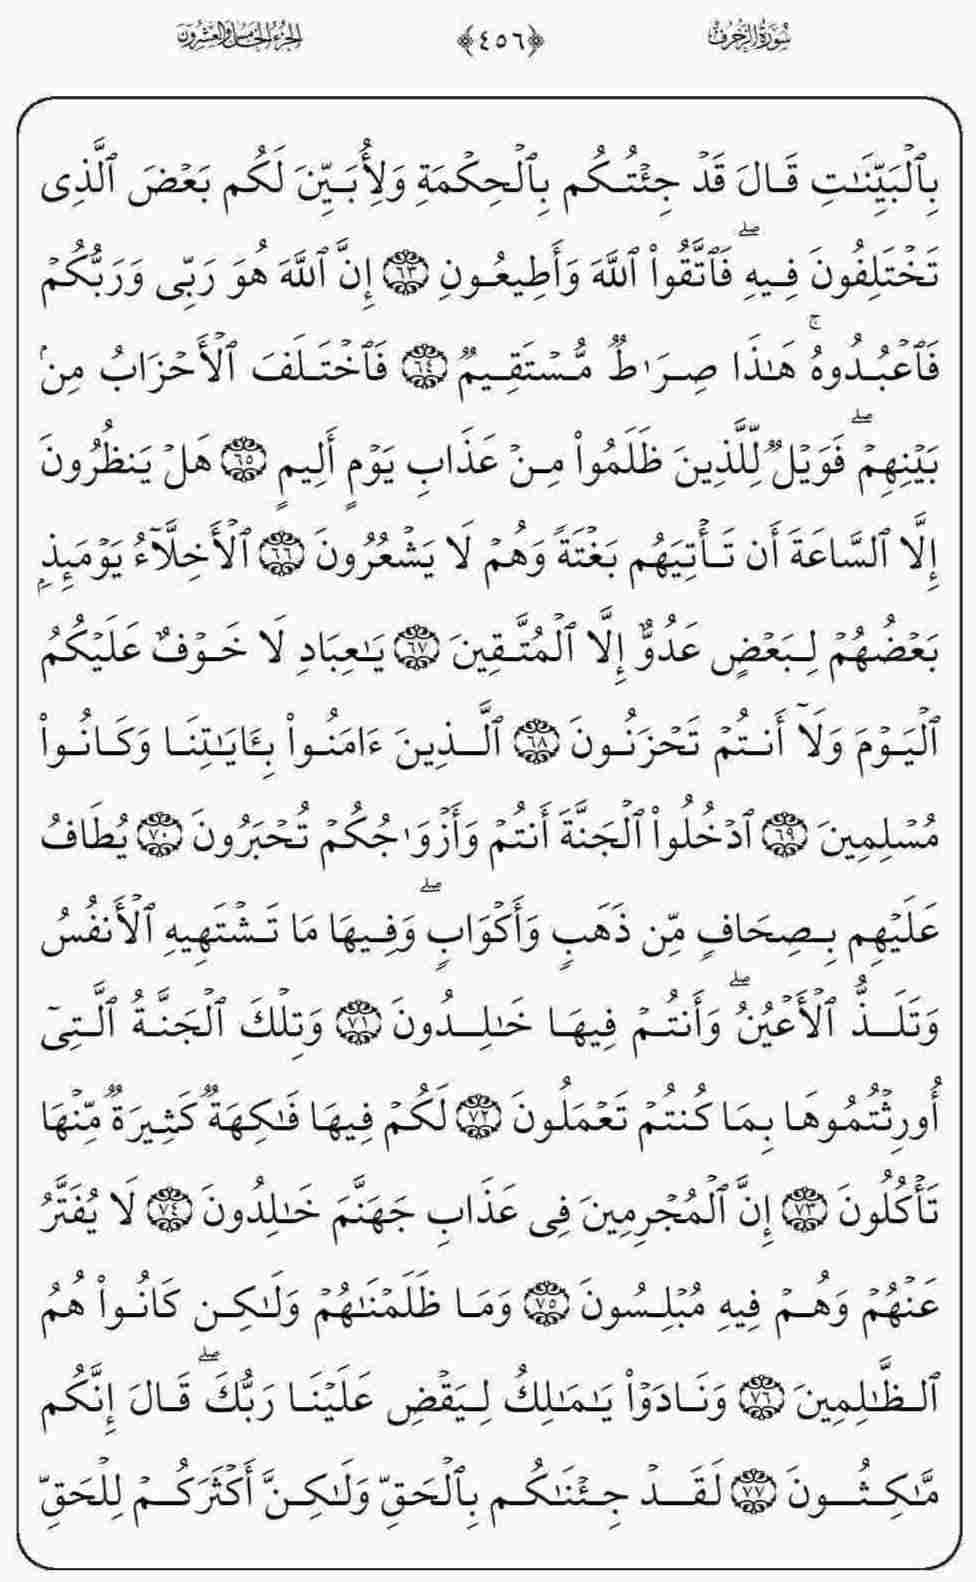 سُورَةُ الزُّخْرُفِ ﴿٤٥٦﴾ الجُزْءُ الخَامِسُ وَالعِشْرُونَ
بِٱلۡبَيِّنَٰتِ قَالَ قَدۡ جِئۡتُكُم بِٱلۡحِكۡمَةِ وَلِأُبَيِّنَ لَكُم بَعۡضَ ٱلَّذِى
تَخۡتَلِفُونَ فِيهِۖ فَٱتَّقُواْ ٱللَّهَ وَأَطِيعُونِ ٦٣ إِنَّ ٱللَّهَ هُوَ رَبِّى وَرَبُّكُمۡ
فَٱعۡبُدُوهُۚ هَٰذَا صِرَٰطٌ مُّسۡتَقِيمٌ ٦٤ فَٱخۡتَلَفَ ٱلۡأَحۡزَابُ مِنۢ
بَيۡنِهِمۡۖ فَوَيۡلٌ لِّلَّذِينَ ظَلَمُواْ مِنۡ عَذَابِ يَوۡمٍ أَلِيمٍ ٦٥ هَلۡ يَنظُرُونَ
إِلَّا ٱلسَّاعَةَ أَن تَأۡتِيَهُم بَغۡتَةً وَهُمۡ لَا يَشۡعُرُونَ ٦٦ ٱلۡأَخِلَّآءُ يَوۡمَئِذِۭ
بَعۡضُهُمۡ لِبَعۡضٍ عَدُوٌّ إِلَّا ٱلۡمُتَّقِينَ ٦٧ يَٰعِبَادِ لَا خَوۡفٌ عَلَيۡكُمُ
ٱلۡيَوۡمَ وَلَآ أَنتُمۡ تَحۡزَنُونَ ٦٨ ٱلَّذِينَ ءَامَنُواْ بِـَٔايَٰتِنَا وَكَانُواْ
مُسۡلِمِينَ ٦٩ ٱدۡخُلُواْ ٱلۡجَنَّةَ أَنتُمۡ وَأَزۡوَٰجُكُمۡ تُحۡبَرُونَ ٧٠ يُطَافُ
عَلَيۡهِم بِصِحَافٍ مِّن ذَهَبٍ وَأَكۡوَابٍۖ وَفِيهَا مَا تَشۡتَهِيهِ ٱلۡأَنفُسُ
وَتَلَذُّ ٱلۡأَعۡيُنُۖ وَأَنتُمۡ فِيهَا خَٰلِدُونَ ٧١ وَتِلۡكَ ٱلۡجَنَّةُ ٱلَّتِىٓ
أُورِثۡتُمُوهَا بِمَا كُنتُمۡ تَعۡمَلُونَ ٧٢ لَكُمۡ فِيهَا فَٰكِهَةٌ كَثِيرَةٌ مِّنۡهَا
تَأۡكُلُونَ ٧٣ إِنَّ ٱلۡمُجۡرِمِينَ فِى عَذَابِ جَهَنَّمَ خَٰلِدُونَ ٧٤ لَا يُفَتَّرُ
عَنۡهُمۡ وَهُمۡ فِيهِ مُبۡلِسُونَ ٧٥ وَمَا ظَلَمۡنَٰهُمۡ وَلَٰكِن كَانُواْ هُمُ
ٱلظَّٰلِمِينَ ٧٦ وَنَادَوۡاْ يَٰمَٰلِكُ لِيَقۡضِ عَلَيۡنَا رَبُّكَۖ قَالَ إِنَّكُم
مَّٰكِثُونَ ٧٧ لَقَدۡ جِئۡنَٰكُم بِٱلۡحَقِّ وَلَٰكِنَّ أَكۡثَرَكُمۡ لِلۡحَقِّ